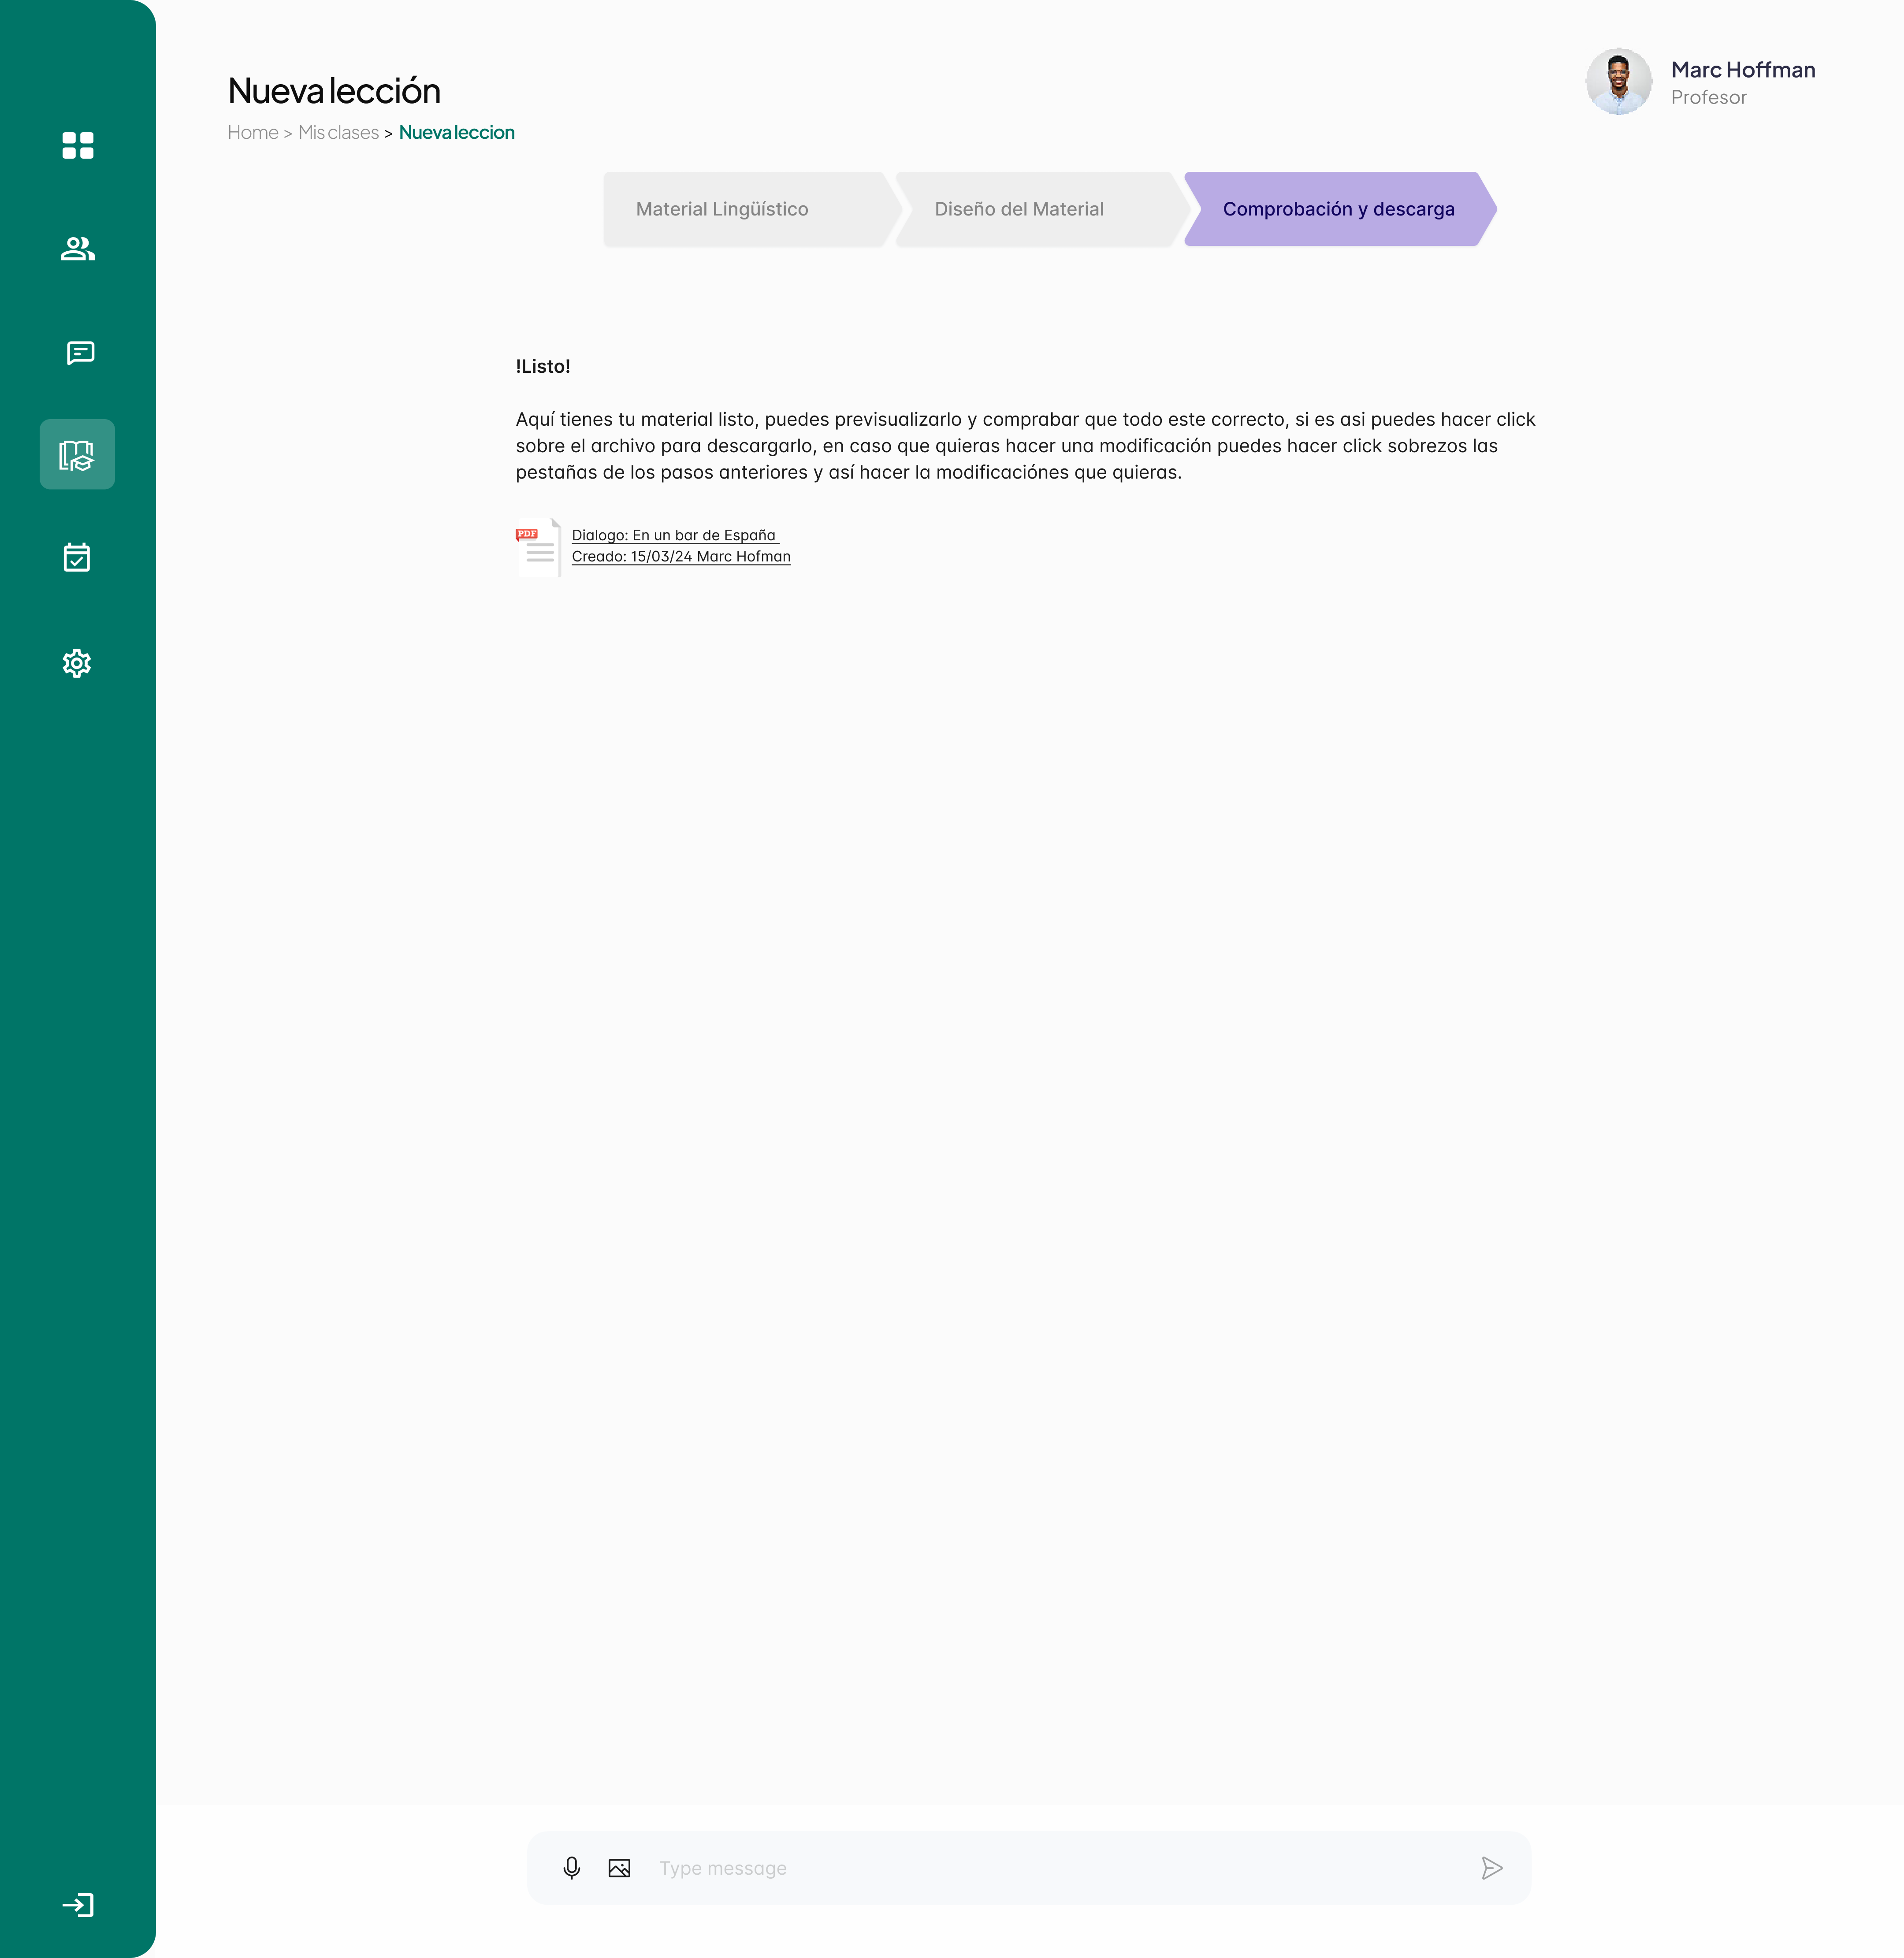 Nueva lección
Marc Hoffman
Profesor
Home > Mis clases > Nueva leccion
Material Lingüístico
Diseño del Material
Comprobación y descarga
!Listo!
Aquí tienes tu material listo, puedes previsualizarlo y comprabar que todo este correcto, si es asi puedes hacer click
sobre el archivo para descargarlo, en caso que quieras hacer una modificación puedes hacer click sobrezos las
pestañas de los pasos anteriores y así hacer la modificaciónes que quieras.
PDF
Dialogo: En un bar de España
Creado: 15/03/24 Marc Hofman
Type message